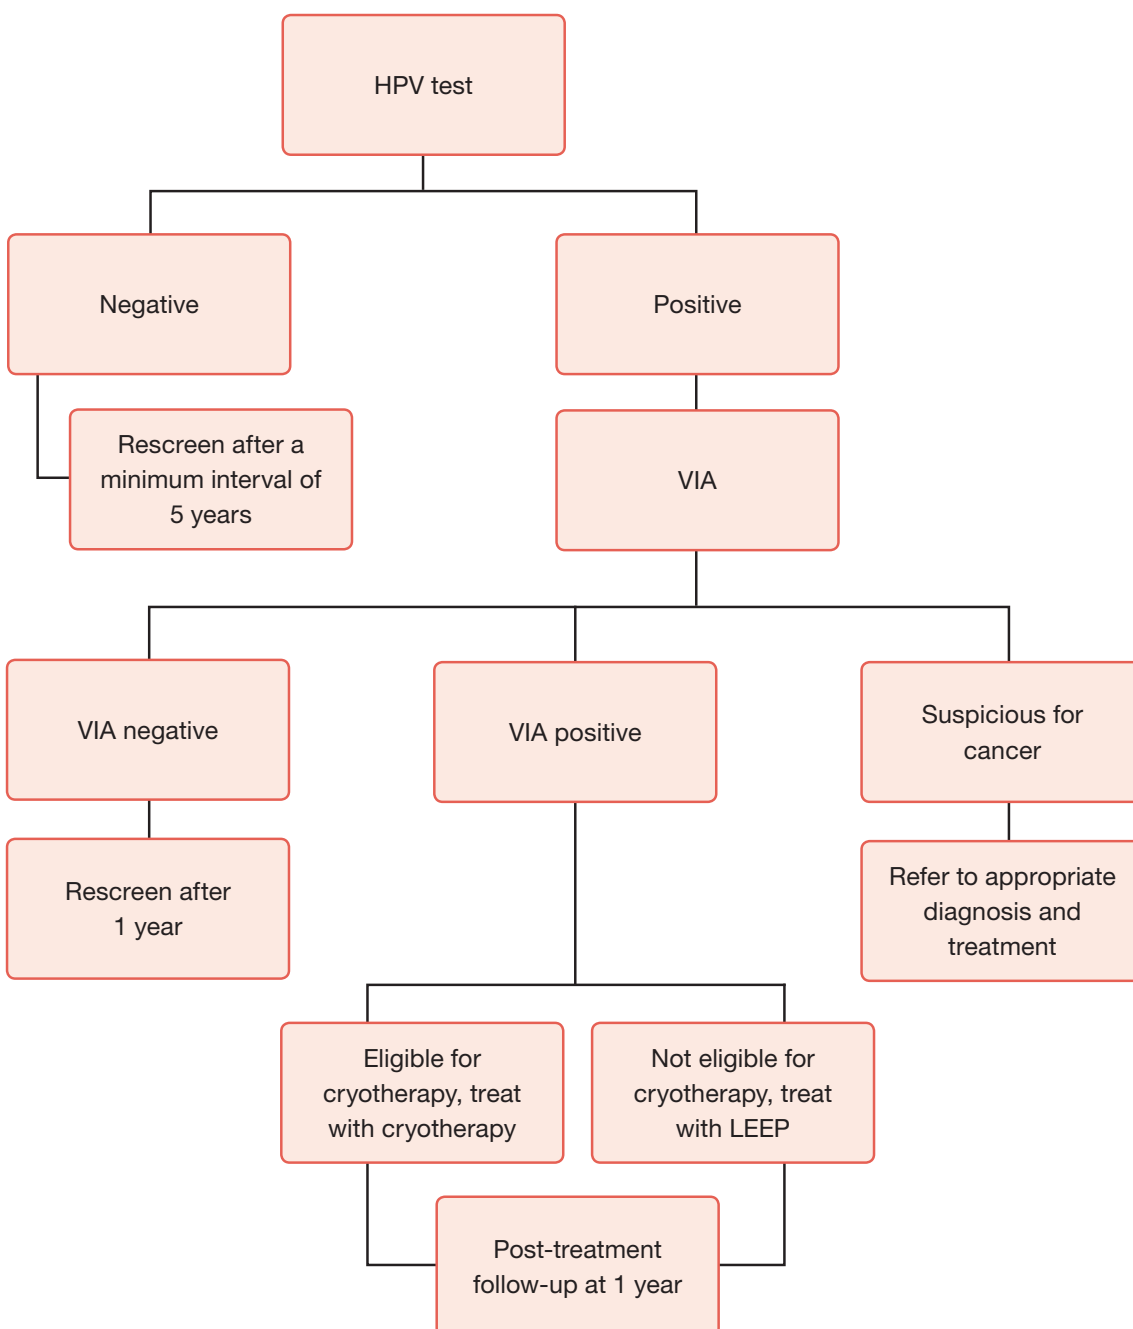 HPV test
Negative
Positive
Rescreen after a
minimum interval of
5 years
VIA
VIA negative
VIA positive
Suspicious for
cancer
Rescreen after
1 year
Refer to appropriate
diagnosis and
treatment
Eligible for
cryotherapy, treat
with cryotherapy
Not eligible for
cryotherapy, treat
with LEEP
Post-treatment
follow-up at 1 year